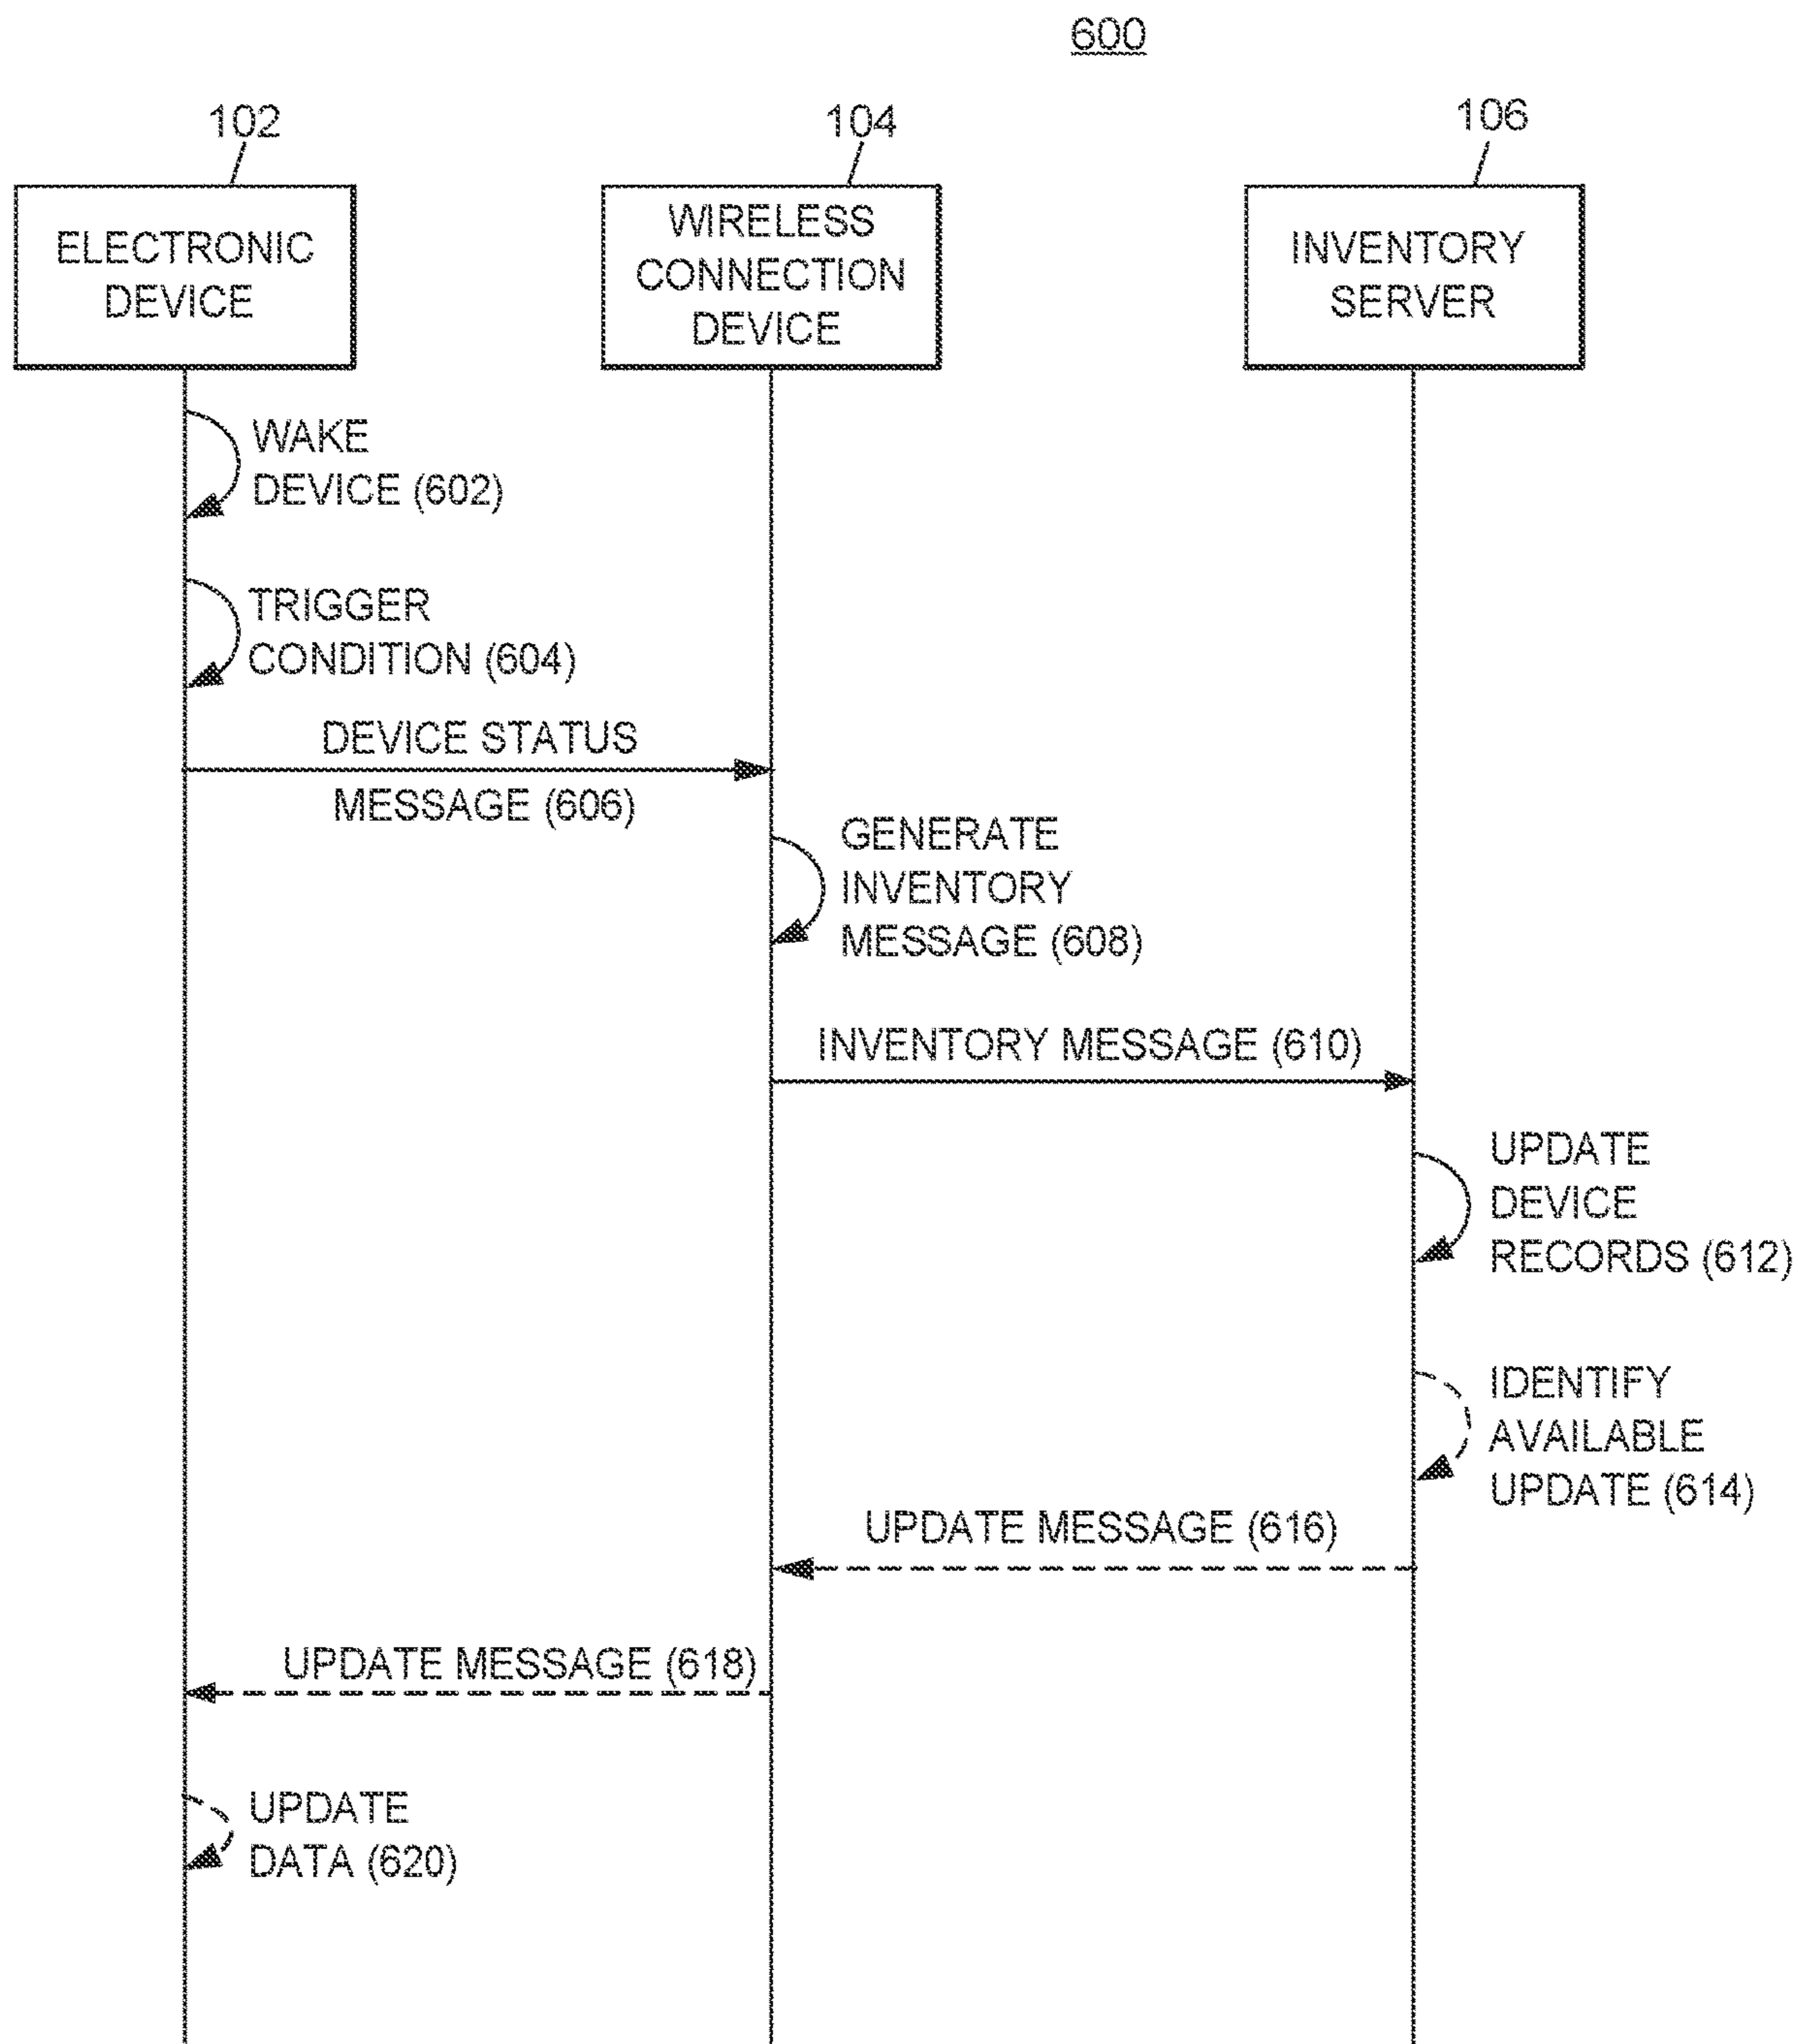 600
102
104
106
ELECTRONIC
DEVICE
WIRELESS
CONNECTION
DEVICE
INVENTORY
SERVER
WAKE
DEVICE (602)
TRIGGER
CONDITION (604)
DEVICE STATUS
MESSAGE (606)
GENERATE
INVENTORY
MESSAGE (608)
INVENTORY MESSAGE (610)
UPDATE
DEVICE
RECORDS (612)
IDENTIFY
AVAILABLE
UPDATE (614)
UPDATE MESSAGE (616)
UPDATE MESSAGE (618)
UPDATE
DATA (620)